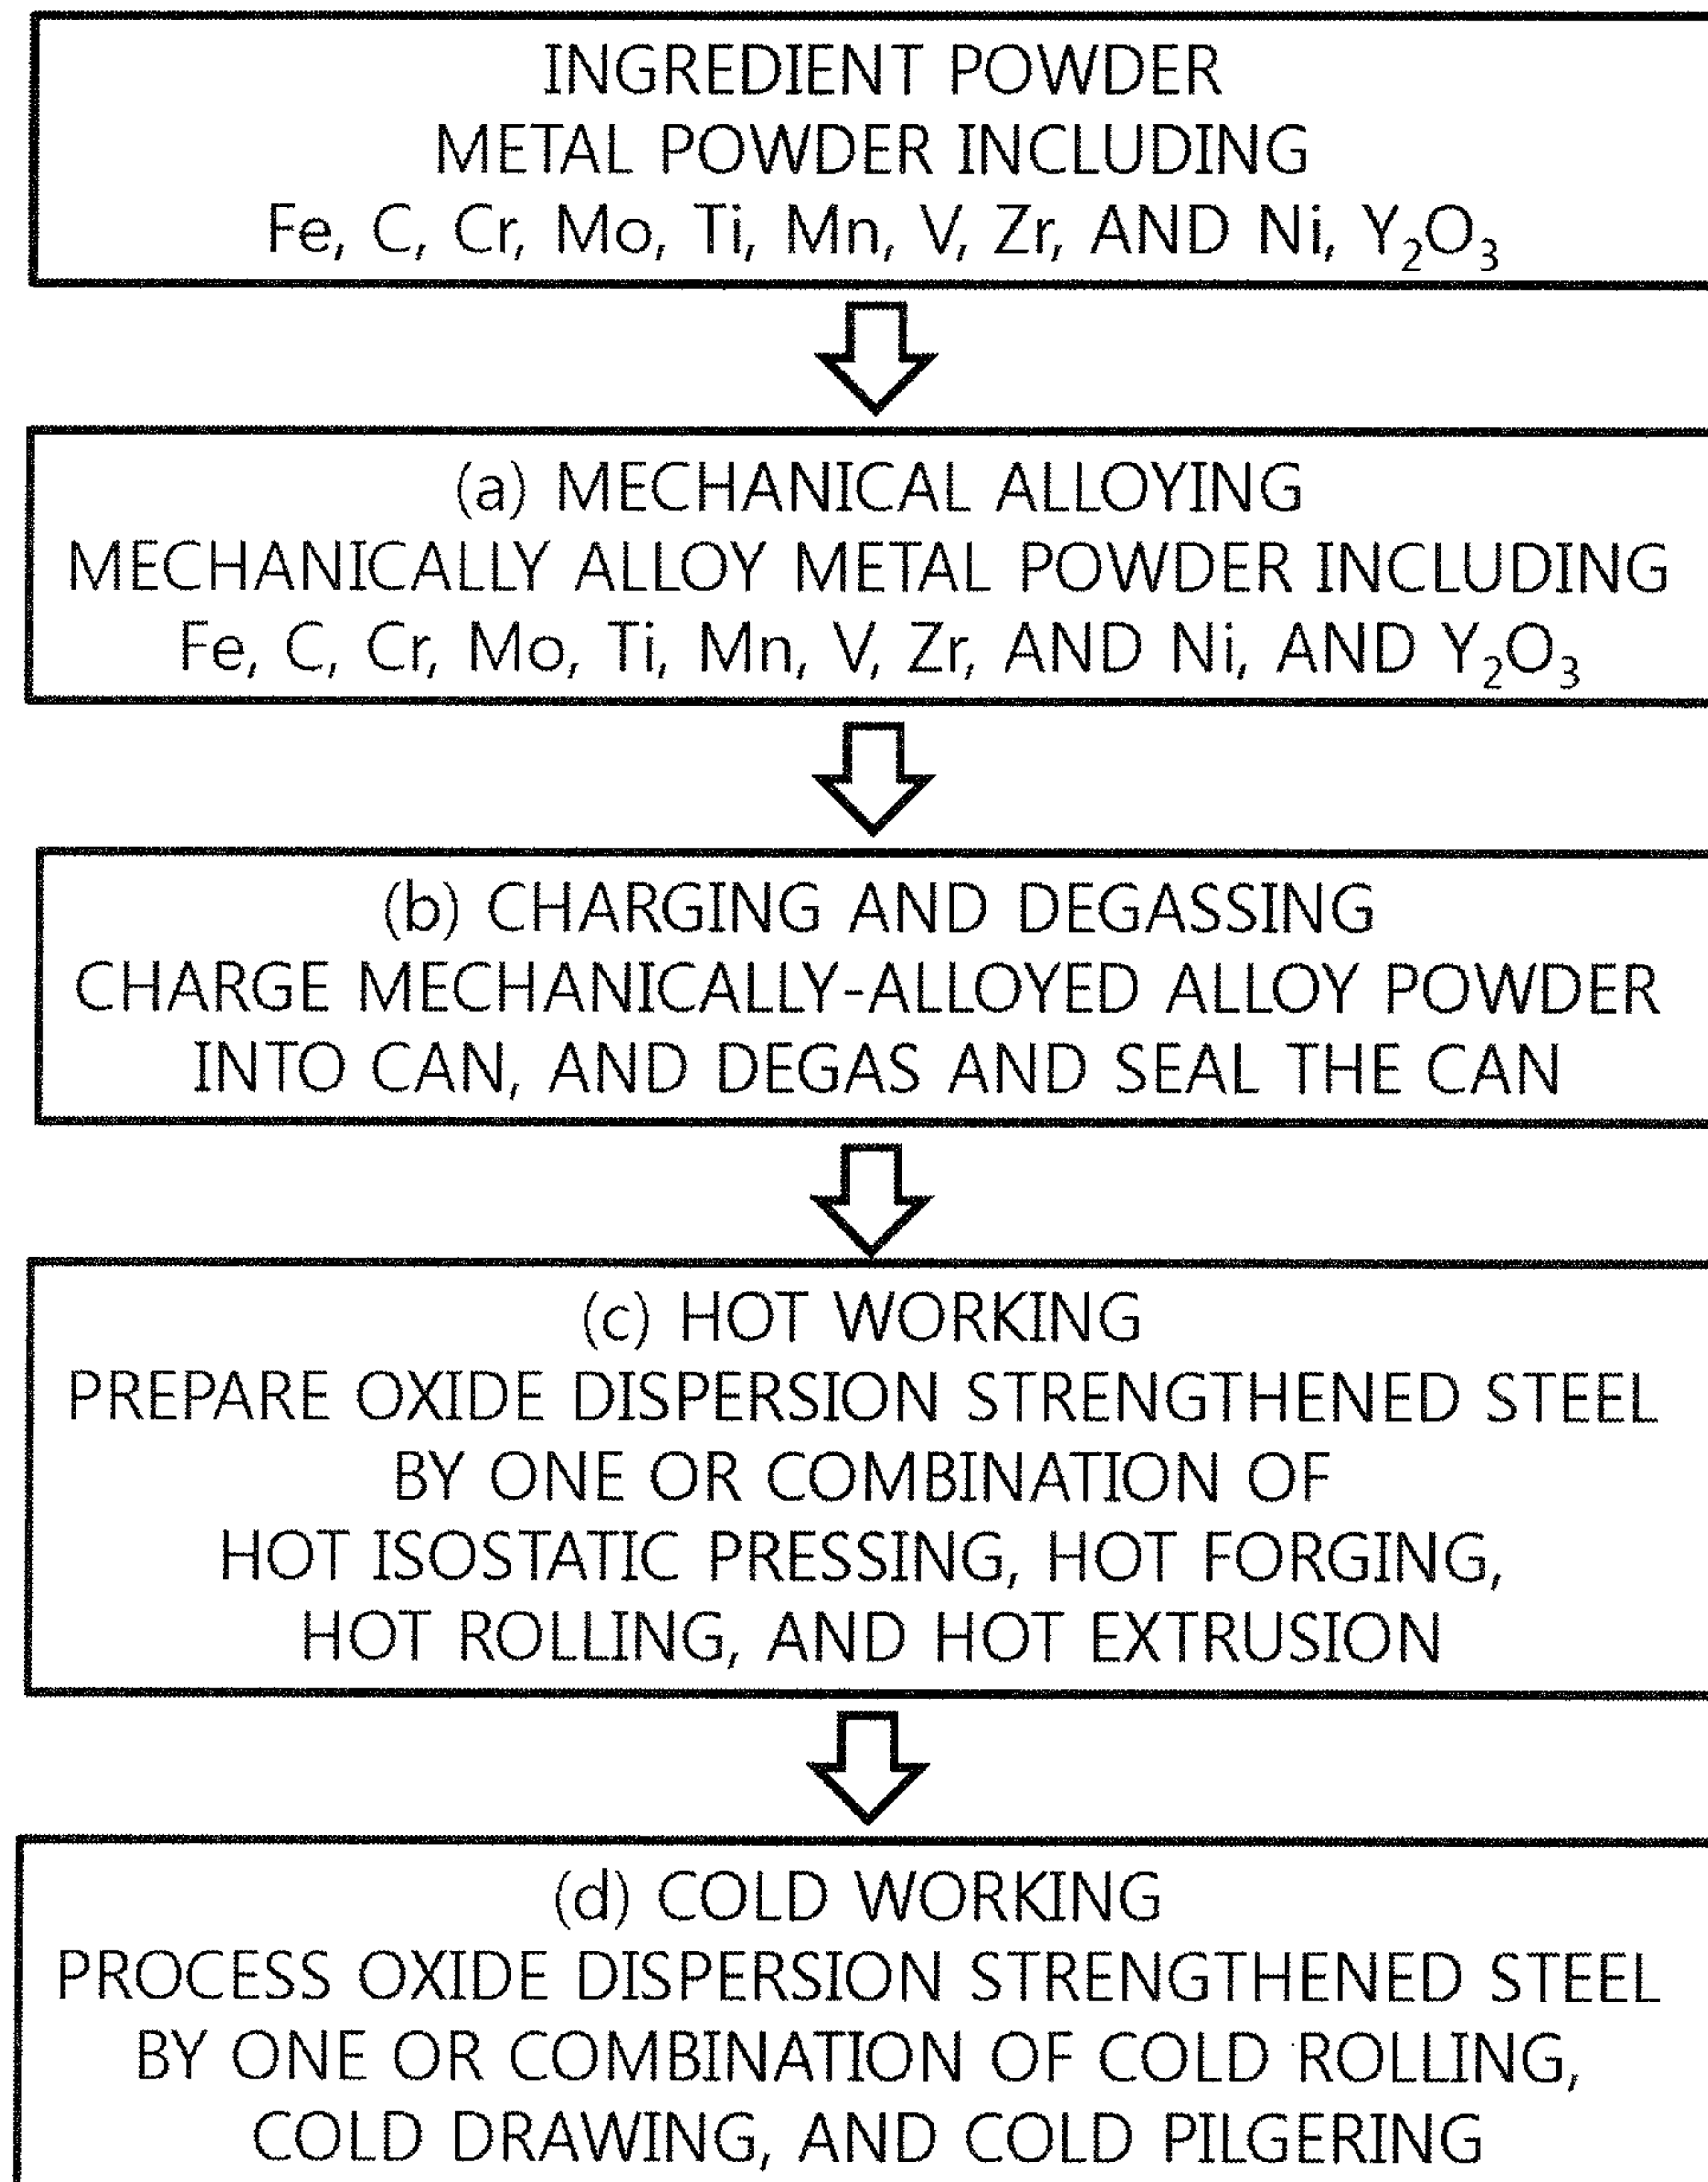 INGREDIENT POWDER
METAL POWDER INCLUDING
Fe, C, Cr, Mo, Ti, Mn, V, Zr, AND Ni, Y₂O₃
(a) MECHANICAL ALLOYING
MECHANICALLY ALLOY METAL POWDER INCLUDING
Fe, C, Cr, Mo, Ti, Mn, V, Zr, AND Ni, AND Y₂O₃
(b) CHARGING AND DEGASSING
CHARGE MECHANICALLY-ALLOYED ALLOY POWDER
INTO CAN, AND DEGAS AND SEAL THE CAN
(c) HOT WORKING
PREPARE OXIDE DISPERSION STRENGTHENED STEEL
BY ONE OR COMBINATION OF
HOT ISOSTATIC PRESSING, HOT FORGING,
HOT ROLLING, AND HOT EXTRUSION
(d) COLD WORKING
PROCESS OXIDE DISPERSION STRENGTHENED STEEL
BY ONE OR COMBINATION OF COLD ROLLING,
COLD DRAWING, AND COLD PILGERING